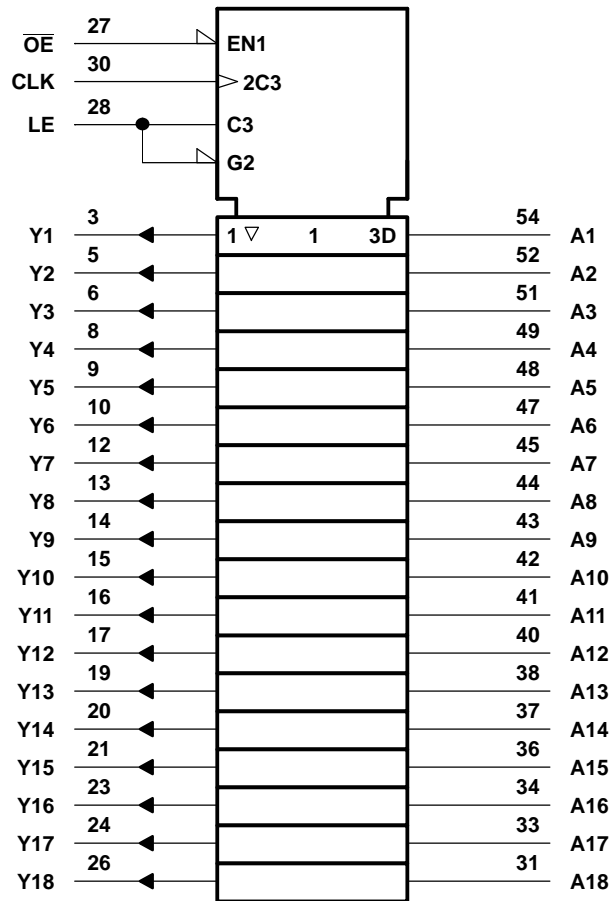 OE 27 EN1
CLK 30 2C3
LE 28 C3
G2
Y1 3 1 ▽ 1 3D 54 A1
Y2 5 52 A2
Y3 6 51 A3
Y4 8 49 A4
Y5 9 48 A5
Y6 10 47 A6
Y7 12 45 A7
Y8 13 44 A8
Y9 14 43 A9
Y10 15 42 A10
Y11 16 41 A11
Y12 17 40 A12
Y13 19 38 A13
Y14 20 37 A14
Y15 21 36 A15
Y16 23 34 A16
Y17 24 33 A17
Y18 26 31 A18